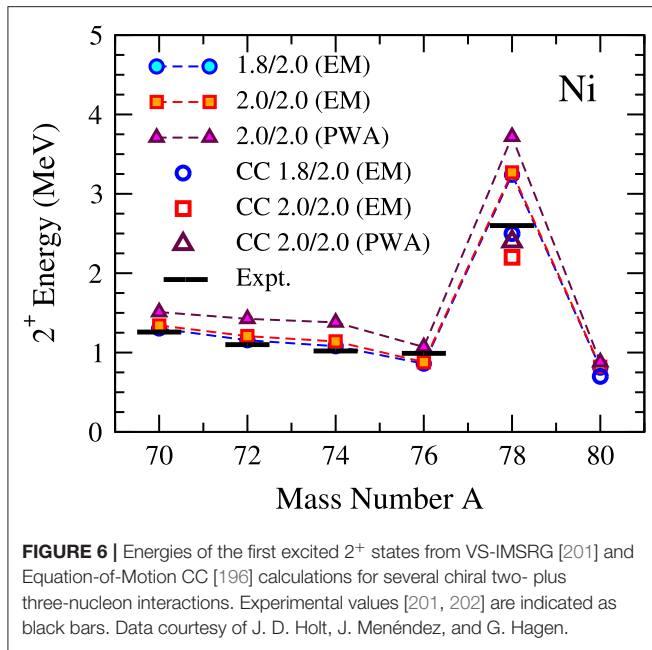 5
4
3
2
1
0
2+ Energy (MeV)
1.8/2.0 (EM)
2.0/2.0 (EM)
2.0/2.0 (PWA)
CC 1.8/2.0 (EM)
CC 2.0/2.0 (EM)
CC 2.0/2.0 (PWA)
Expt.
Ni
70 72 74 76 78 80
Mass Number A
FIGURE 6 | Energies of the first excited 2+ states from VS-IMSRG [201] and
Equation-of-Motion CC [196] calculations for several chiral two- plus
three-nucleon interactions. Experimental values [201, 202] are indicated as
black bars. Data courtesy of J. D. Holt, J. Menéndez, and G. Hagen.